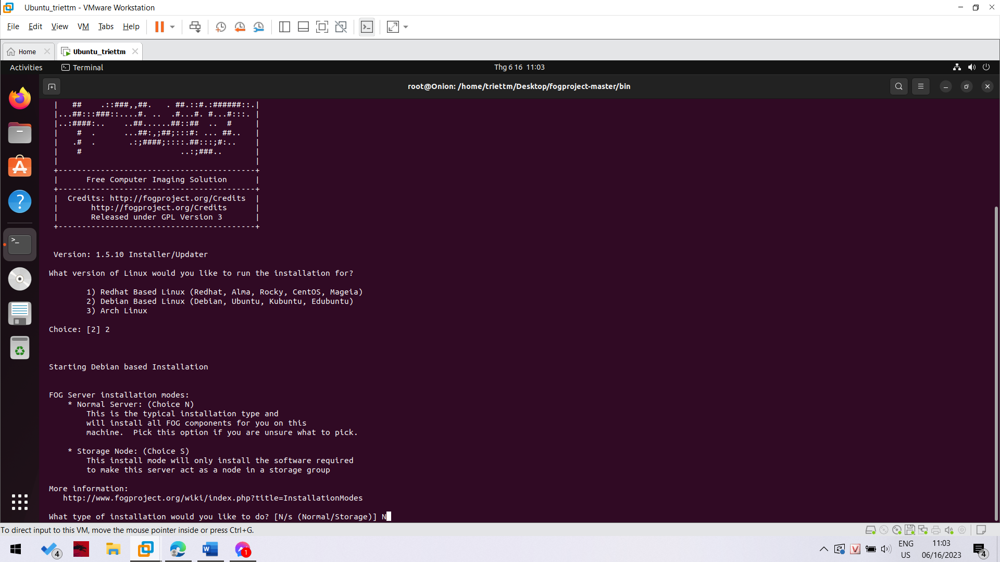 Ubuntu_triettm - VMware Workstation
File Edit View VM Tabs Help
Home
Ubuntu_triettm
Activities
Terminal
Thg 6 16 11:03
root@Onion: /home/triettm/Desktop/fogproject-master/bin
|   ##    .::###,,##.   . ##.::#.:######::.|
|...##:::###::....#. ..  .#...#. #...#:::. |
|..:####:..    ..##......##::##  ..  #     |
|    #  .      ...##:,;##;:::#: ... ##..   |
|   .#  .       .:;####;::::.##:::;#:..    |
|    #                     ..:;###..       |
|                                          |
+------------------------------------------+
|      Free Computer Imaging Solution      |
+------------------------------------------+
|  Credits: http://fogproject.org/Credits  |
|       http://fogproject.org/Credits      |
|       Released under GPL Version 3       |
+------------------------------------------+
Version: 1.5.10 Installer/Updater
What version of Linux would you like to run the installation for?
1) Redhat Based Linux (Redhat, Alma, Rocky, CentOS, Mageia)
2) Debian Based Linux (Debian, Ubuntu, Kubuntu, Edubuntu)
3) Arch Linux
Choice: [2] 2
Starting Debian based Installation
FOG Server installation modes:
* Normal Server: (Choice N)
This is the typical installation type and
will install all FOG components for you on this
machine.  Pick this option if you are unsure what to pick.
* Storage Node: (Choice S)
This install mode will only install the software required
to make this server act as a node in a storage group
More information:
http://www.fogproject.org/wiki/index.php?title=InstallationModes
What type of installation would you like to do? [N/s (Normal/Storage)] N
To direct input to this VM, move the mouse pointer inside or press Ctrl+G.
4
W
1
V
ENG
US
11:03
06/16/2023
4